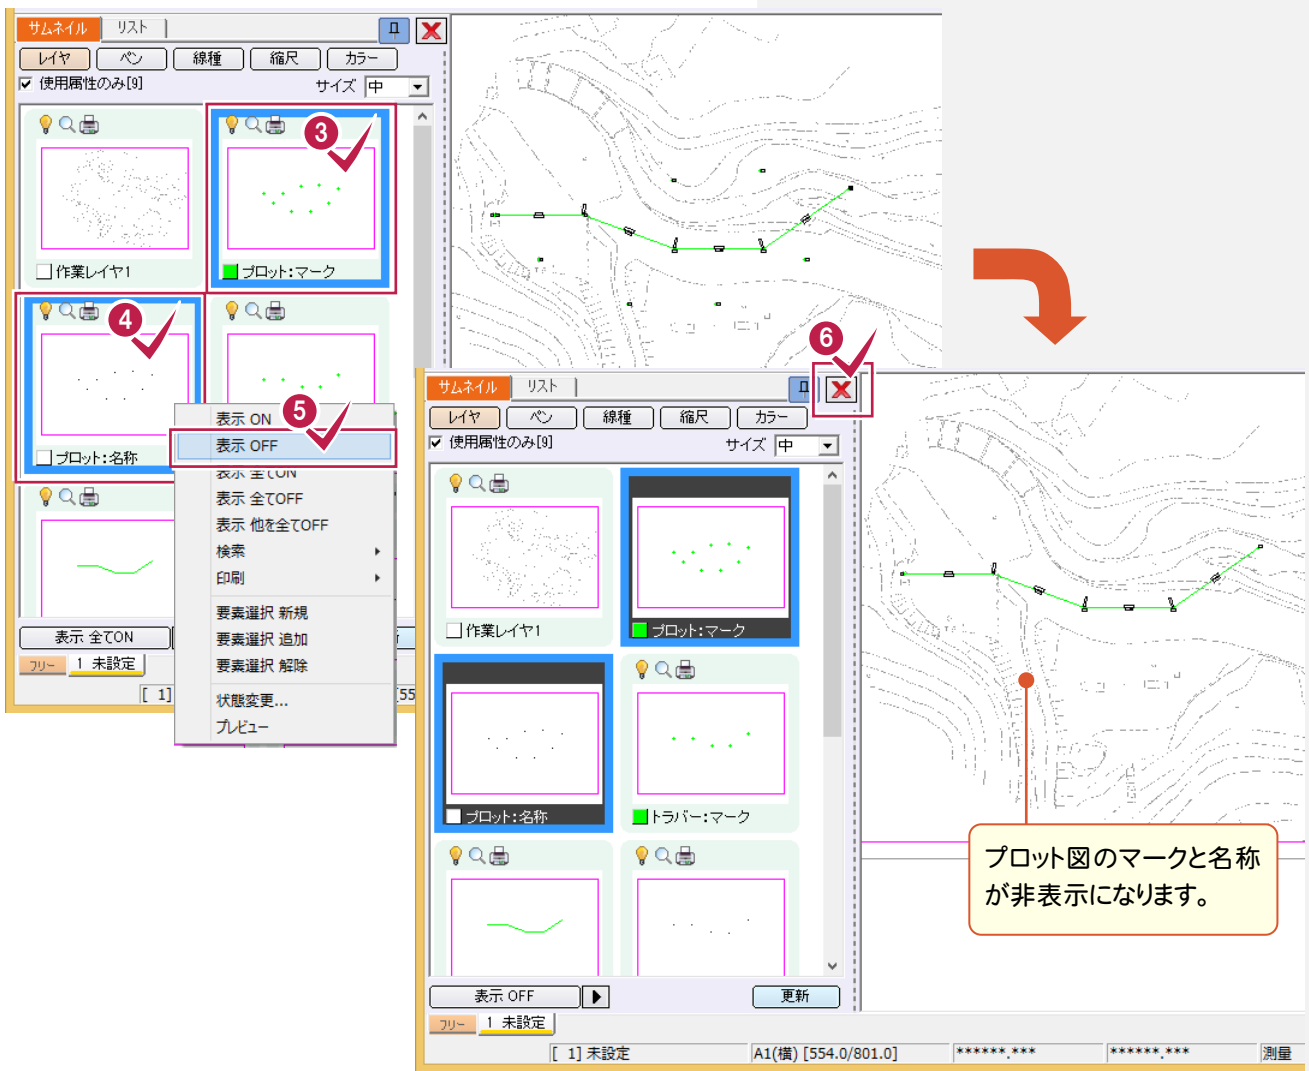 サムネイル リスト
レイヤ ペン 線種 縮尺 カラー
使用属性のみ[9] サイズ 中
3
作業レイヤ1 プロット:マーク
4
プロット:名称
5
表示 ON
表示 OFF
表示 全てON
表示 全てOFF
表示 他を全てOFF
検索
印刷
要素選択 新規
要素選択 追加
要素選択 解除
状態変更...
プレビュー
表示 全てON
フリー 1 未設定
[ 1]
6
サムネイル リスト
レイヤ ペン 線種 縮尺 カラー
使用属性のみ[9] サイズ 中
作業レイヤ1 プロット:マーク
プロット:名称 トラバー:マーク
プロット図のマークと名称
が非表示になります。
表示 OFF 更新
フリー 1 未設定
[ 1] 未設定 A1(横) [554.0/801.0] ******.*** ******.*** 測量